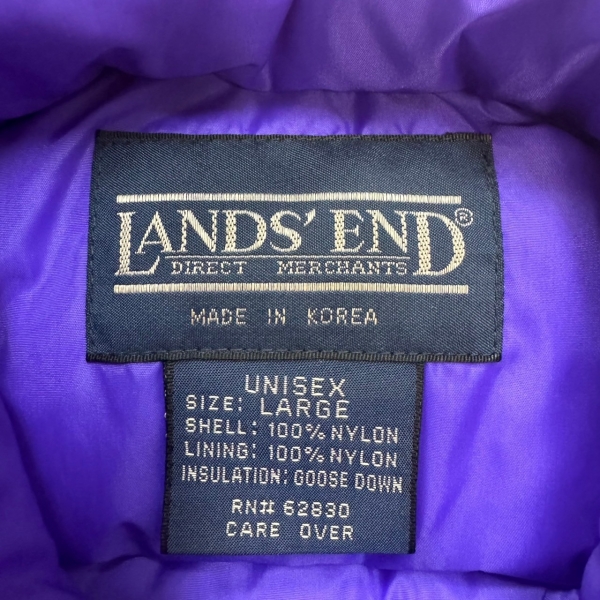 LANDS' END®
DIRECT MERCHANTS
MADE IN KOREA
UNISEX
SIZE: LARGE
SHELL: 100% NYLON
LINING: 100% NYLON
INSULATION: GOOSE DOWN
RN# 62830
CARE OVER